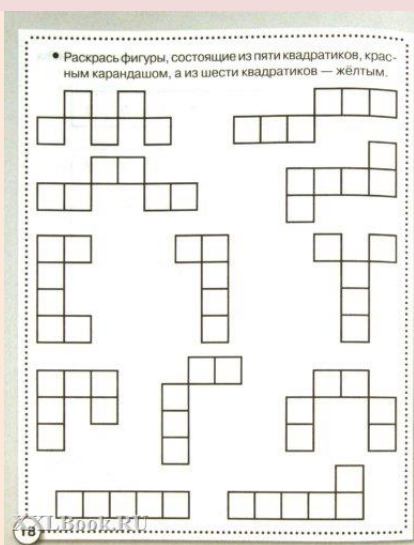 • Раскрась фигуры, состоящие из пяти квадратиков, крас-
ным карандашом, а из шести квадратиков — жёлтым.
XXLBook.RU
18